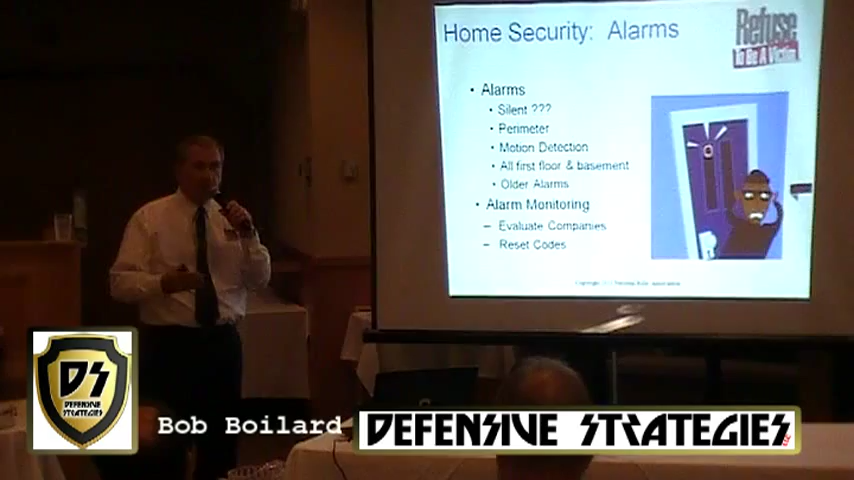 Home Security: Alarms
Refuse
To Be A Victim
• Alarms
• Silent ???
• Perimeter
• Motion Detection
• All first floor & basement
• Older Alarms
• Alarm Monitoring
– Evaluate Companies
– Reset Codes
DS
DEFENSIVE
STRATEGIES
Bob Boilard
DEFENSIVE STRATEGIES